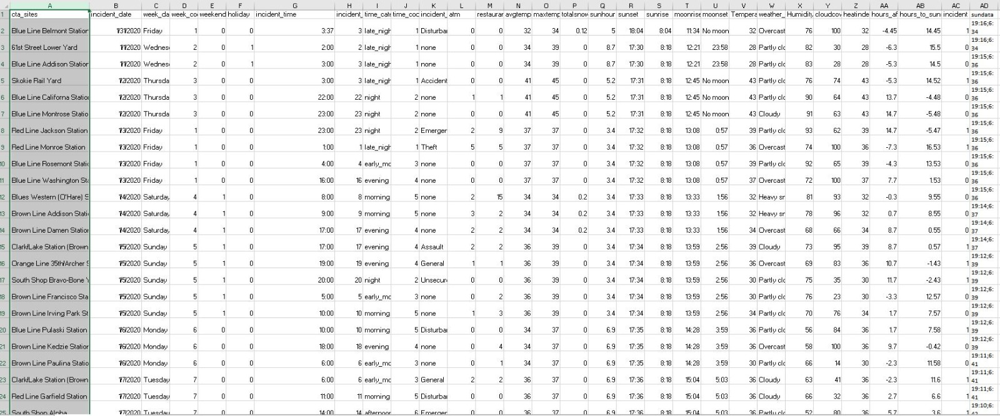 A B C D E F G H I J K L M N O P Q R S T U V W X Y Z AA AB AC AD
1 cta_sites incident_date week_da week_co weekend holiday incident_time incident_ time_cate time_coc incident_ atm restaurar avgtemp maxtemp totalsnow sunhour sunset sunrise moonrise moonset Tempera weather_ Humidity cloudcov heatinde hours_af hours_to_sun incident sundata
2 Blue Line Belmont Station 1/31/2020 Friday 1 0 0 3:37 3 late_nigh 1 Disturba 0 0 32 34 0.12 5 18:04 8:04 11:34 No moon 32 Overcast 76 100 32 -4.45 14.45 1 19:16;6:34
3 61st Street Lower Yard 1/1/2020 Wednes 2 0 1 2:00 2 late_nigh 1 none 0 0 34 39 0 8.7 17:30 8:18 12:21 23:58 28 Partly clo 82 30 28 -6.3 15.5 0 19:16;6:34
4 Blue Line Addison Station 1/1/2020 Wednes 2 0 1 3:00 3 late_nigh 1 none 0 0 34 39 0 8.7 17:30 8:18 12:21 23:58 28 Partly clo 83 28 28 -5.3 14.5 0 19:15;6:36
5 Skokie Rail Yard 1/2/2020 Thursda 3 0 0 3:00 3 late_nigh 1 Accident 0 0 41 45 0 5.2 17:31 8:18 12:45 No moon 43 Partly clo 76 74 43 -5.3 14.52 1 19:15;6:36
6 Blue Line Californa Statio 1/2/2020 Thursda 3 0 0 22:00 22 night 2 none 1 1 41 45 0 5.2 17:31 8:18 12:45 No moon 43 Partly clo 90 64 43 13.7 -4.48 0 19:15;6:36
7 Blue Line Montrose Statio 1/2/2020 Thursda 3 0 0 23:00 23 night 2 none 0 0 41 45 0 5.2 17:31 8:18 12:45 No moon 43 Cloudy 91 63 43 14.7 -5.48 0 19:15;6:36
8 Red Line Jackson Station 1/3/2020 Friday 1 0 0 23:00 23 night 2 Emerger 2 9 37 37 0 3.4 17:32 8:18 13:08 0:57 39 Partly clo 93 62 39 14.7 -5.47 1 19:15;6:36
9 Red Line Monroe Station 1/3/2020 Friday 1 0 0 1:00 1 late_nigh 1 Theft 5 5 37 37 0 3.4 17:32 8:18 13:08 0:57 36 Overcast 74 100 36 -7.3 16.53 1 19:15;6:36
10 Blue Line Rosemont Static 1/3/2020 Friday 1 0 0 4:00 4 early_mo 3 none 0 0 37 37 0 3.4 17:32 8:18 13:08 0:57 39 Partly clo 92 65 39 -4.3 13.53 0 19:15;6:36
11 Blue Line Washington Sta 1/3/2020 Friday 1 0 0 16:00 16 evening 4 none 0 0 37 37 0 3.4 17:32 8:18 13:08 0:57 37 Overcast 72 100 37 7.7 1.53 0 19:15;6:36
12 Blues Western (O'Hare) S 1/4/2020 Saturday 4 1 0 8:00 8 morning 5 none 2 15 34 34 0.2 3.4 17:33 8:18 13:33 1:56 32 Heavy sn 81 93 32 -0.3 9.55 0 19:15;6:36
13 Brown Line Addison Stati 1/4/2020 Saturday 4 1 0 9:00 9 morning 5 none 3 2 34 34 0.2 3.4 17:33 8:18 13:33 1:56 32 Heavy sn 78 96 32 0.7 8.55 0 19:14;6:37
14 Brown Line Damen Station 1/4/2020 Saturday 4 1 0 17:00 17 evening 4 none 2 2 34 34 0.2 3.4 17:33 8:18 13:33 1:56 34 Overcast 68 66 34 8.7 0.55 0 19:14;6:37
15 Clark/Lake Station (Brown 1/5/2020 Sunday 5 1 0 17:00 17 evening 4 Assault 2 2 36 39 0 3.4 17:34 8:18 13:59 2:56 39 Cloudy 73 95 39 8.7 0.57 1 19:14;6:37
16 Orange Line 35th/Archer S 1/5/2020 Sunday 5 1 0 19:00 19 evening 4 General 1 1 36 39 0 3.4 17:34 8:18 13:59 2:56 36 Overcast 69 83 36 10.7 -1.43 1 19:12;6:39
17 South Shop Bravo-Bone Y 1/5/2020 Sunday 5 1 0 20:00 20 night 2 Unsecur 0 0 36 39 0 3.4 17:34 8:18 13:59 2:56 30 Partly clo 75 35 30 11.7 -2.43 1 19:12;6:39
18 Brown Line Francisco Sta 1/5/2020 Sunday 5 1 0 5:00 5 early_mo 3 none 0 2 36 39 0 3.4 17:34 8:18 13:59 2:56 30 Partly clo 76 23 30 -3.3 12.57 0 19:12;6:39
19 Brown Line Irving Park St 1/5/2020 Sunday 5 1 0 10:00 10 morning 5 none 1 3 36 39 0 3.4 17:34 8:18 13:59 2:56 34 Partly clo 70 76 34 1.7 7.57 0 19:12;6:39
20 Blue Line Pulaski Station 1/6/2020 Monday 6 0 0 10:00 10 morning 5 Disturba 0 0 34 37 0 6.9 17:35 8:18 14:28 3:59 36 Partly clo 56 84 36 1.7 7.58 1 19:12;6:39
21 Brown Line Kedzie Station 1/6/2020 Monday 6 0 0 18:00 18 evening 4 none 0 4 34 37 0 6.9 17:35 8:18 14:28 3:59 36 Overcast 58 100 36 9.7 -0.42 0 19:12;6:39
22 Brown Line Paulina Statio 1/6/2020 Monday 6 0 0 6:00 6 early_mo 3 none 0 1 34 37 0 6.9 17:35 8:18 14:28 3:59 30 Partly clo 66 14 30 -2.3 11.58 0 19:11;6:41
23 Clark/Lake Station (Brown 1/7/2020 Tuesday 7 0 0 6:00 6 early_mo 3 General 2 2 36 37 0 6.9 17:36 8:18 15:04 5:03 36 Cloudy 63 41 36 -2.3 11.6 1 19:11;6:41
24 Red Line Garfield Station 1/7/2020 Tuesday 7 0 0 11:00 11 morning 5 Disturba 0 0 36 37 0 6.9 17:36 8:18 15:04 5:03 36 Cloudy 66 32 36 2.7 6.6 1 19:11;6:41
South Shop Alpha 1/7/2020 Tuesday 7 0 0 14:00 14 afternoor 6 Emerger 0 0 36 37 0 6.9 17:36 8:18 15:04 5:03 36 Partly clo 52 80 36 5.7 3.6 1 19:10;6: